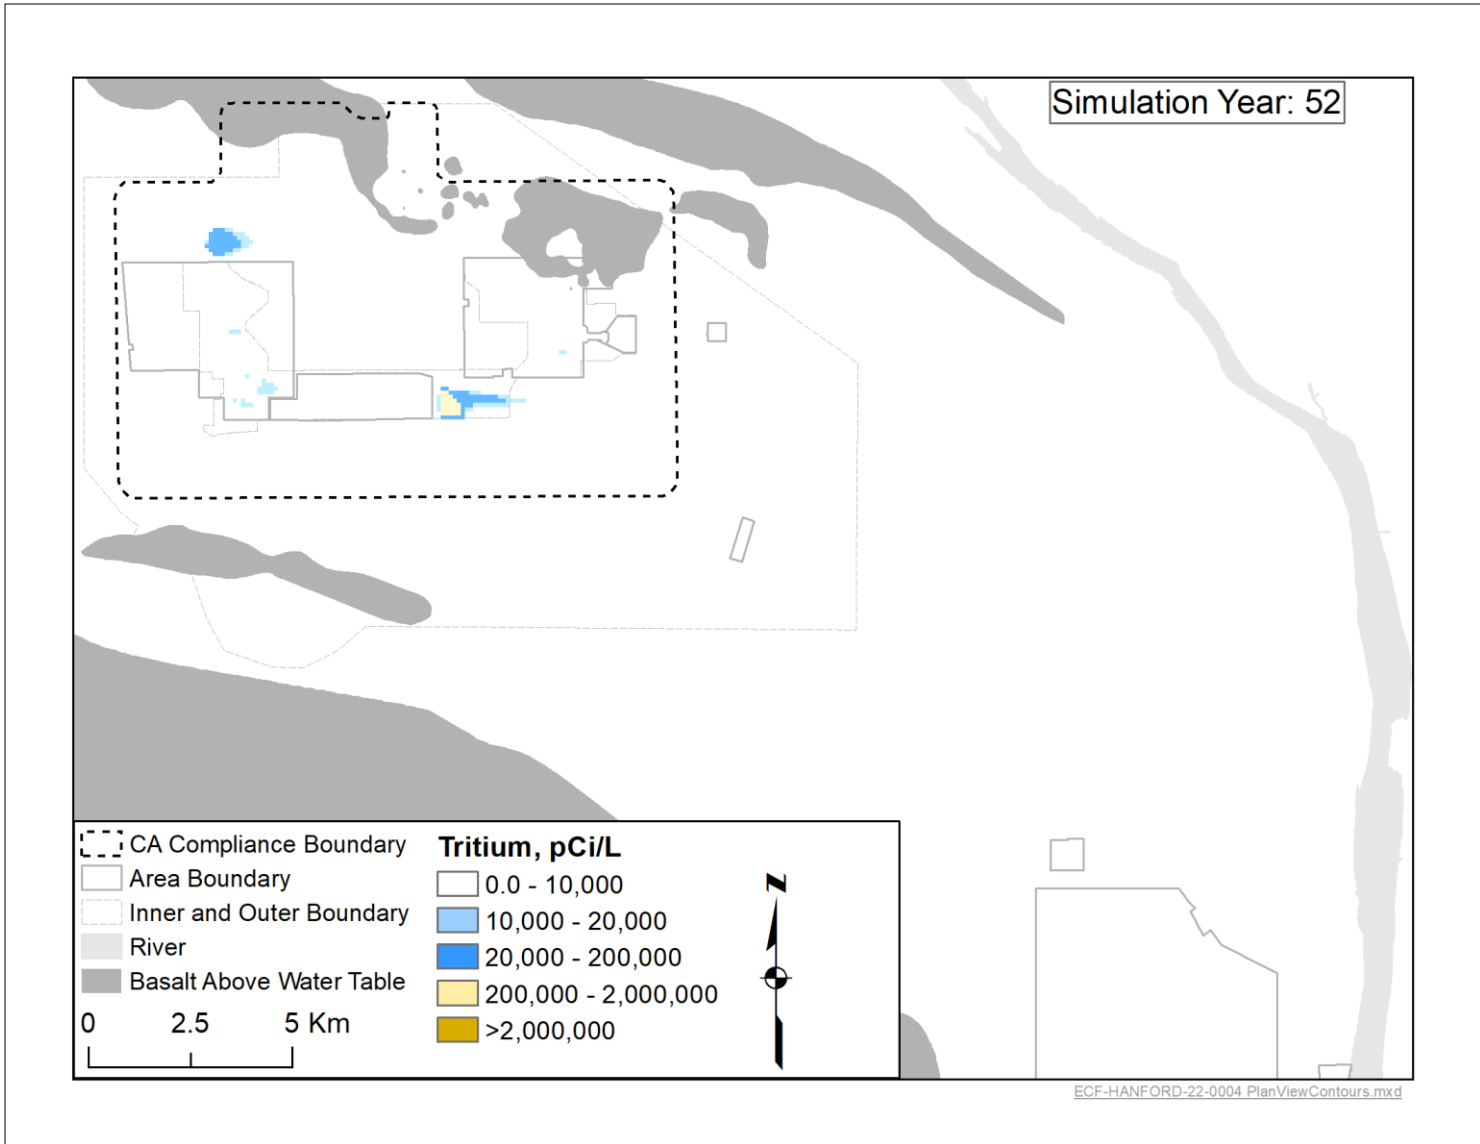 Simulation Year: 52
CA Compliance Boundary
Area Boundary
Inner and Outer Boundary
River
Basalt Above Water Table
0 2.5 5 Km
Tritium, pCi/L
0.0 - 10,000
10,000 - 20,000
20,000 - 200,000
200,000 - 2,000,000
>2,000,000
N
ECF-HANFORD-22-0004 PlanViewContours.mxd